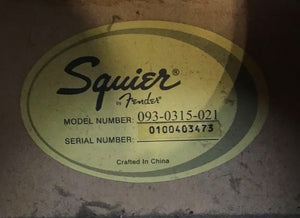 Squier®
by Fender®
MODEL NUMBER: 093-0315-021
0100403473
SERIAL NUMBER:
Crafted In China